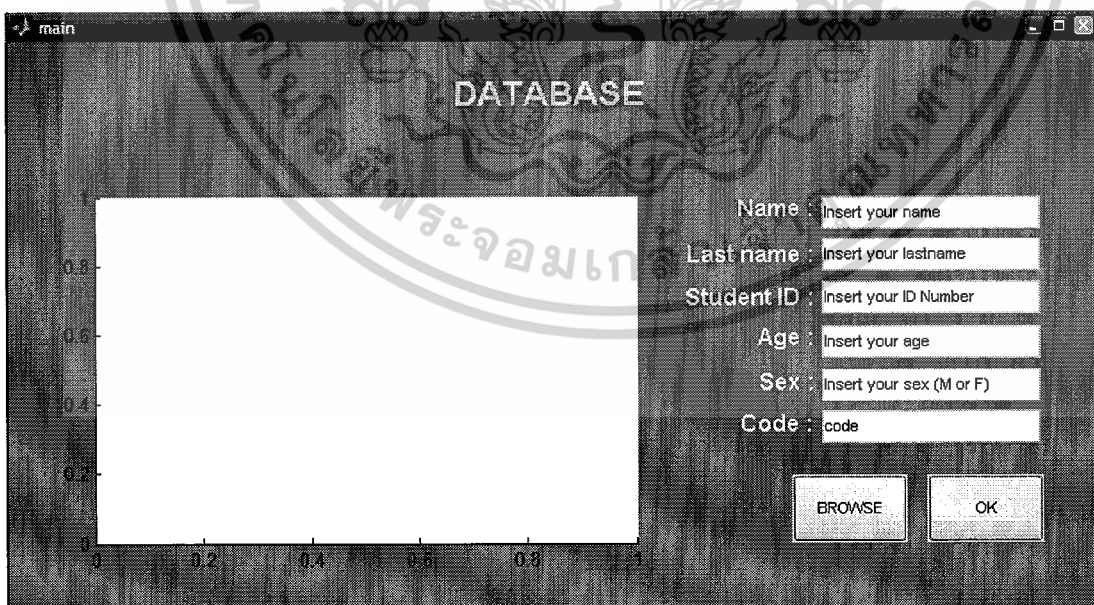 main
DATABASE
1
0.8
0.6
0.4
0.2
0
0 0.2 0.4 0.6 0.8 1
Name : Insert your name
Last name : Insert your lastname
Student ID : Insert your ID Number
Age : Insert your age
Sex : Insert your sex (M or F)
Code : code
BROWSE OK